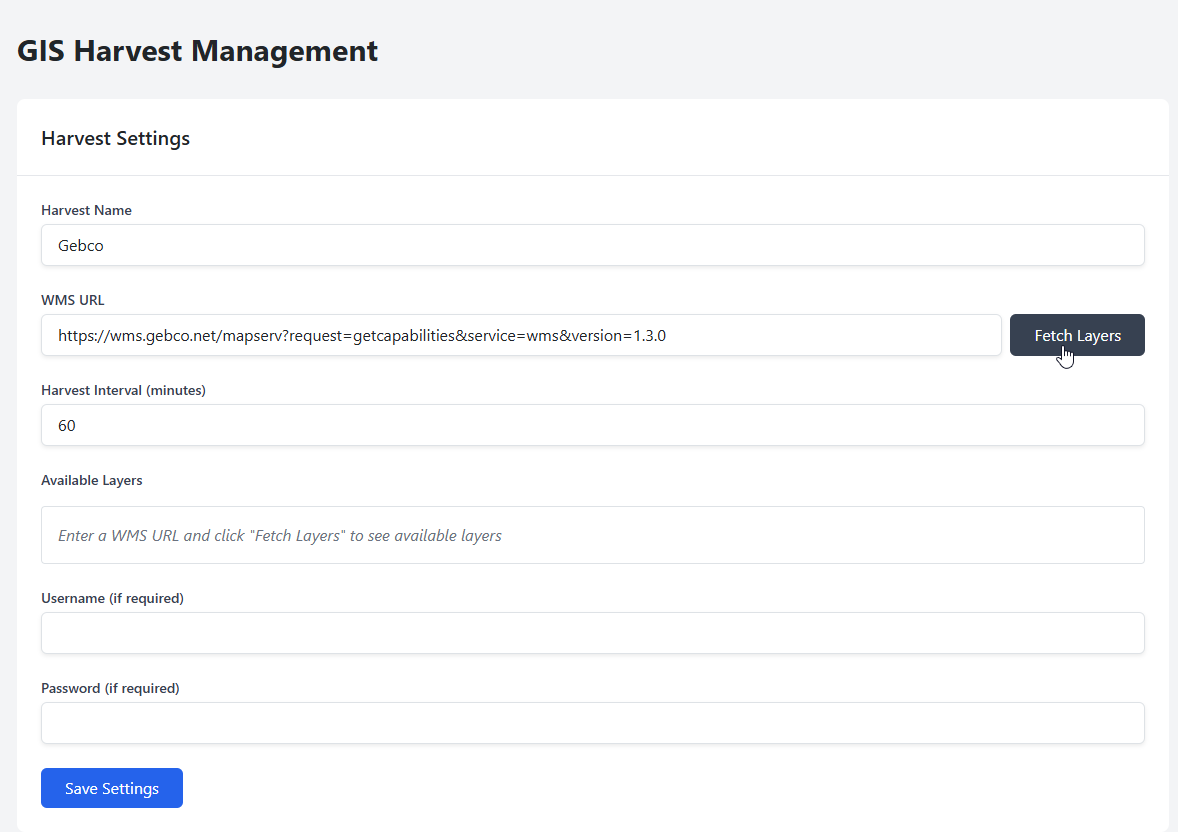 GIS Harvest Management
Harvest Settings
Harvest Name
Gebco
WMS URL
https://wms.gebco.net/mapserv?request=getcapabilities&service=wms&version=1.3.0
Fetch Layers
Harvest Interval (minutes)
60
Available Layers
Enter a WMS URL and click "Fetch Layers" to see available layers
Username (if required)
Password (if required)
Save Settings